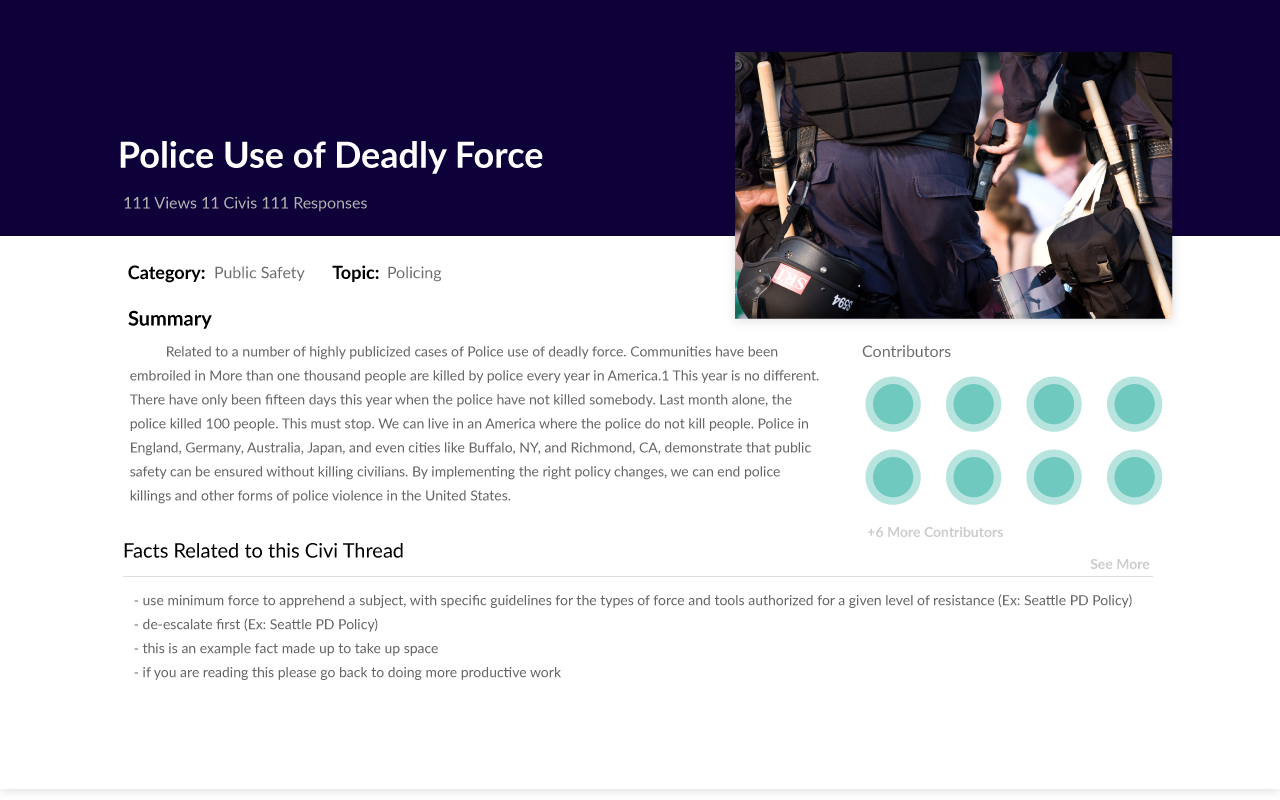 Police Use of Deadly Force
111 Views 11 Civis 111 Responses
SRT
3594
Category: Public Safety Topic: Policing
Summary
Related to a number of highly publicized cases of Police use of deadly force. Communities have been
embroiled in More than one thousand people are killed by police every year in America.1 This year is no different.
There have only been fifteen days this year when the police have not killed somebody. Last month alone, the
police killed 100 people. This must stop. We can live in an America where the police do not kill people. Police in
England, Germany, Australia, Japan, and even cities like Buffalo, NY, and Richmond, CA, demonstrate that public
safety can be ensured without killing civilians. By implementing the right policy changes, we can end police
killings and other forms of police violence in the United States.
Contributors
+6 More Contributors
See More
Facts Related to this Civi Thread
- use minimum force to apprehend a subject, with specific guidelines for the types of force and tools authorized for a given level of resistance (Ex: Seattle PD Policy)
- de-escalate first (Ex: Seattle PD Policy)
- this is an example fact made up to take up space
- if you are reading this please go back to doing more productive work